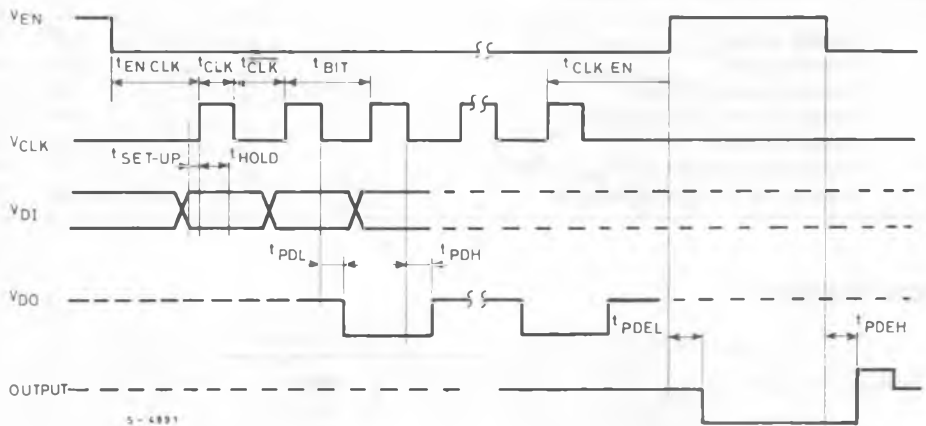 VEN
tEN CLK tCLK tCLK tBIT tCLK EN
VCLK
tSET-UP tHOLD
VDI
tPDL tPDH
VDO
tPDEL tPDEH
OUTPUT
S-4891